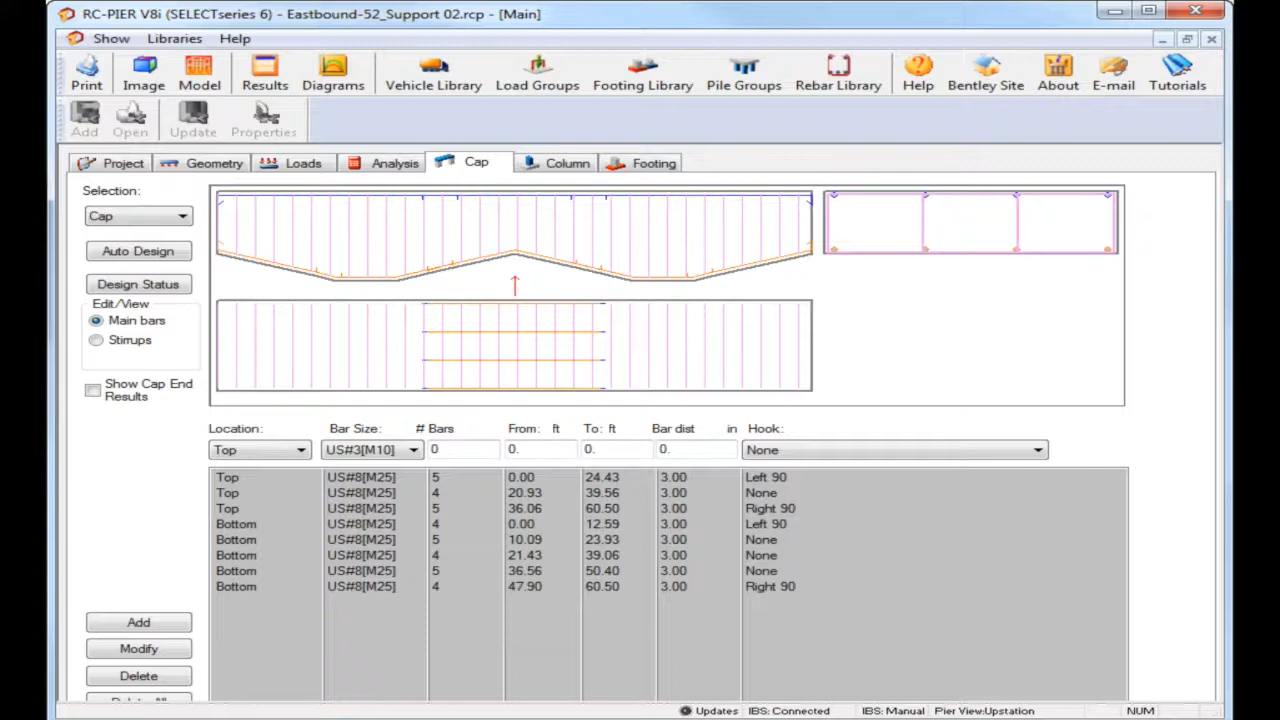 RC-PIER V8i (SELECTseries 6) - Eastbound-52_Support 02.rcp - [Main]
Show Libraries Help
Print Image Model Results Diagrams Vehicle Library Load Groups Footing Library Pile Groups Rebar Library Help Bentley Site About E-mail Tutorials
Add Open Update Properties
Project Geometry Loads Analysis Cap Column Footing
Selection:
Cap
Auto Design
Design Status
Edit/View
Main bars
Stirrups
Show Cap End
Results
Location: Bar Size: # Bars From: ft To: ft Bar dist in Hook:
Top US#3[M10] 0 0. 0. 0. None
Top US#8[M25] 5 0.00 24.43 3.00 Left 90
Top US#8[M25] 4 20.93 39.56 3.00 None
Top US#8[M25] 5 36.06 60.50 3.00 Right 90
Bottom US#8[M25] 4 0.00 12.59 3.00 Left 90
Bottom US#8[M25] 5 10.09 23.93 3.00 None
Bottom US#8[M25] 4 21.43 39.06 3.00 None
Bottom US#8[M25] 5 36.56 50.40 3.00 None
Bottom US#8[M25] 4 47.90 60.50 3.00 Right 90
Add
Modify
Delete
Updates IBS: Connected IBS: Manual Pier View:Upstation NUM